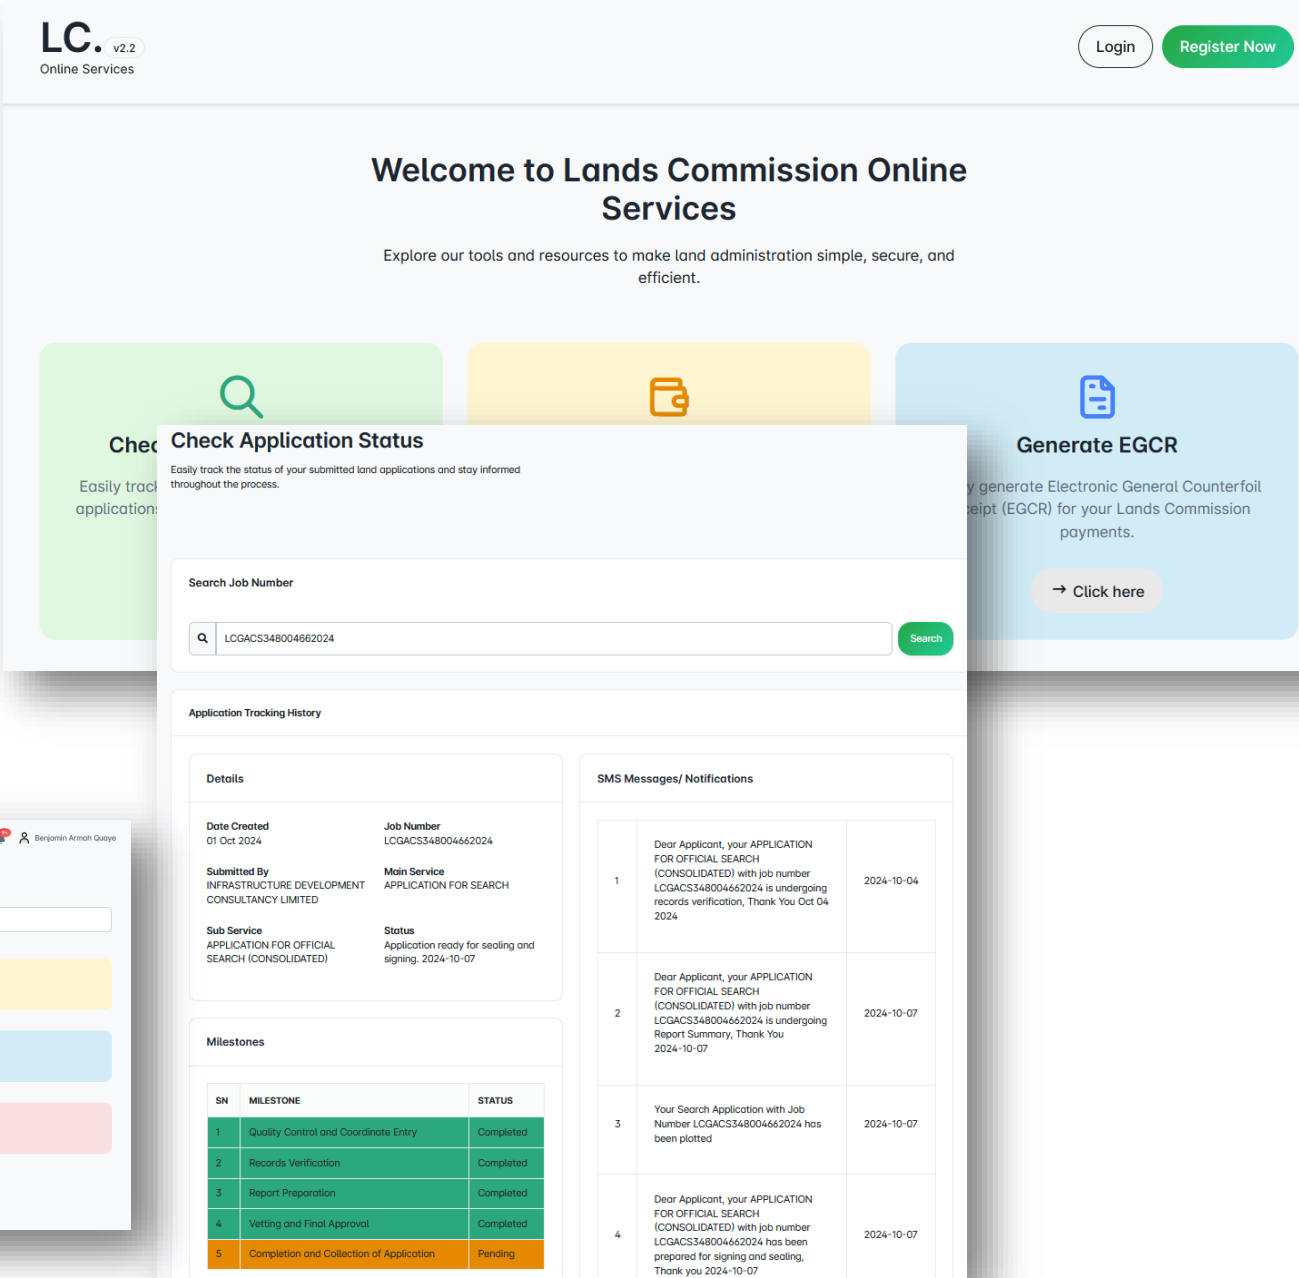 LC. v2.2
Online Services
Login
Register Now
Welcome to Lands Commission Online
Services
Explore our tools and resources to make land administration simple, secure, and
efficient.
Generate EGCR
generate Electronic General Counterfoil
(EGCR) for your Lands Commission
payments.
→ Click here
Easily
applications
Check Application Status
Easily track the status of your submitted land applications and stay informed
throughout the process.
Search Job Number
LCGACS348004662024
Search
Application Tracking History
Details
Date Created
01 Oct 2024
Job Number
LCGACS348004662024
Submitted By
INFRASTRUCTURE DEVELOPMENT
CONSULTANCY LIMITED
Main Service
APPLICATION FOR SEARCH
Sub Service
APPLICATION FOR OFFICIAL
SEARCH (CONSOLIDATED)
Status
Application ready for sealing and
signing. 2024-10-07
Milestones
SN MILESTONE STATUS
1 Quality Control and Coordinate Entry Completed
2 Records Verification Completed
3 Report Preparation Completed
4 Vetting and Final Approval Completed
5 Completion and Collection of Application Pending
SMS Messages/ Notifications
Dear Applicant, your APPLICATION
FOR OFFICIAL SEARCH
(CONSOLIDATED) with job number
1 LCGACS348004662024 is undergoing 2024-10-04
records verification, Thank You Oct 04
2024
Dear Applicant, your APPLICATION
FOR OFFICIAL SEARCH
(CONSOLIDATED) with job number
2 LCGACS348004662024 is undergoing 2024-10-07
Report Summary, Thank You
2024-10-07
Your Search Application with Job
3 Number LCGACS348004662024 has 2024-10-07
been plotted
Dear Applicant, your APPLICATION
FOR OFFICIAL SEARCH
(CONSOLIDATED) with job number
4 LCGACS348004662024 has been 2024-10-07
prepared for signing and sealing,
Thank you 2024-10-07
Benjamin Armah Quaye